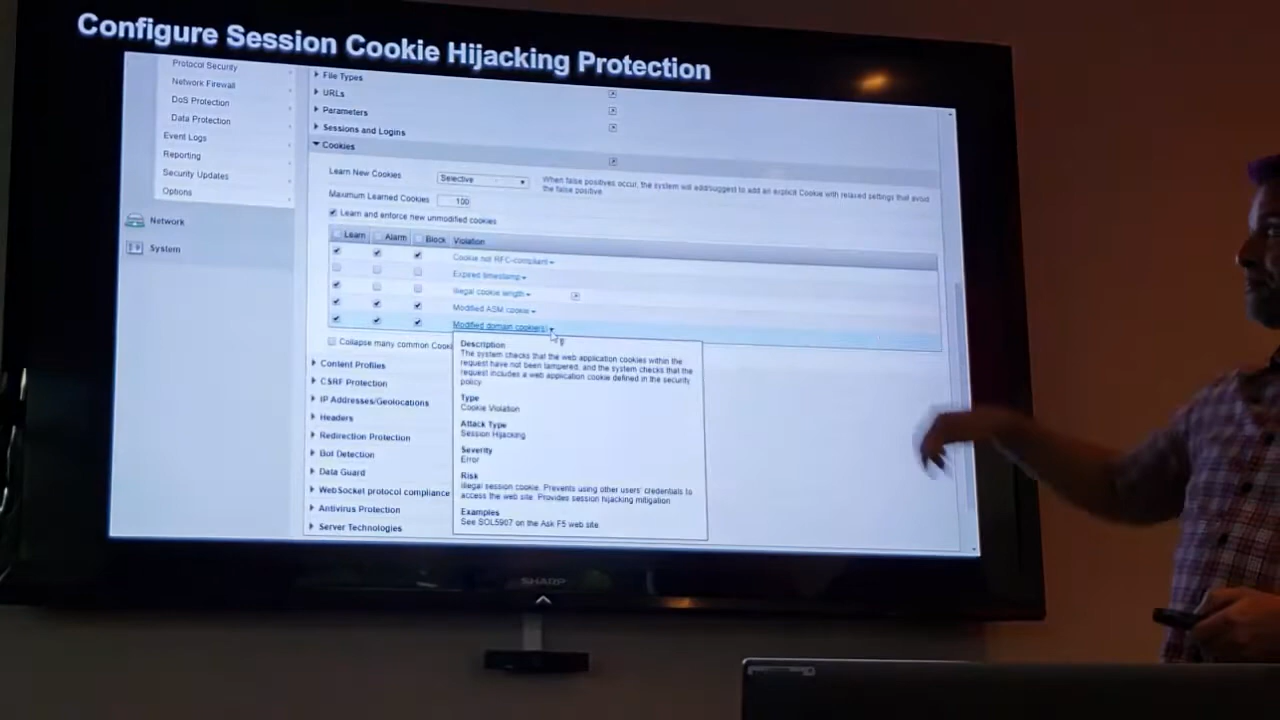 Configure Session Cookie Hijacking Protection
Protocol Security
Network Firewall
DoS Protection
Data Protection
Event Logs
Reporting
Security Updates
Options
Network
System
File Types
URLs
Parameters
Sessions and Logins
Cookies
Learn New Cookies
Selective
When false positives occur, the system will add/suggest to add an explicit Cookie with relaxed settings that avoid
the false positive.
Maximum Learned Cookies
100
Learn and enforce new unmodified cookies
Learn Alarm Block Violation
Cookie not RFC-compliant
Expired timestamp
Illegal cookie length
Modified ASM cookie
Modified domain cookie(s)
Collapse many common Cooki
Description
The system checks that the web application cookies within the
request have not been tampered, and the system checks that the
request includes a web application cookie defined in the security
policy.
Type
Cookie Violation
Attack Type
Session Hijacking
Severity
Error
Risk
Illegal session cookie. Prevents using other users' credentials to
access the web site. Provides session hijacking mitigation
Examples
See SOL5907 on the Ask F5 web site.
Content Profiles
CSRF Protection
IP Addresses/Geolocations
Headers
Redirection Protection
Bot Detection
Data Guard
WebSocket protocol compliance
Antivirus Protection
Server Technologies
SHARP